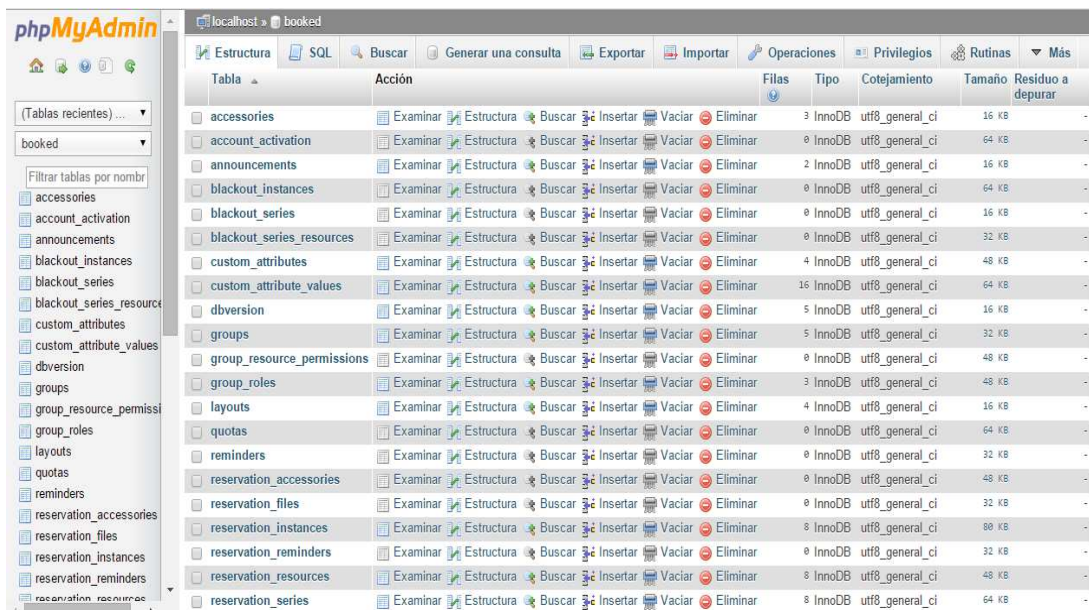 phpMyAdmin
(Tablas recientes) ...
booked
Filtrar tablas por nombr
accessories
account_activation
announcements
blackout_instances
blackout_series
blackout_series_resource
custom_attributes
custom_attribute_values
dbversion
groups
group_resource_permissi
group_roles
layouts
quotas
reminders
reservation_accessories
reservation_files
reservation_instances
reservation_reminders
reservation_resources
localhost » booked
Estructura SQL Buscar Generar una consulta Exportar Importar Operaciones Privilegios Rutinas Más
Tabla Acción Filas Tipo Cotejamiento Tamaño Residuo a depurar
accessories Examinar Estructura Buscar Insertar Vaciar Eliminar 3 InnoDB utf8_general_ci 16 KB -
account_activation Examinar Estructura Buscar Insertar Vaciar Eliminar 0 InnoDB utf8_general_ci 64 KB -
announcements Examinar Estructura Buscar Insertar Vaciar Eliminar 2 InnoDB utf8_general_ci 16 KB -
blackout_instances Examinar Estructura Buscar Insertar Vaciar Eliminar 0 InnoDB utf8_general_ci 64 KB -
blackout_series Examinar Estructura Buscar Insertar Vaciar Eliminar 0 InnoDB utf8_general_ci 16 KB -
blackout_series_resources Examinar Estructura Buscar Insertar Vaciar Eliminar 0 InnoDB utf8_general_ci 32 KB -
custom_attributes Examinar Estructura Buscar Insertar Vaciar Eliminar 4 InnoDB utf8_general_ci 48 KB -
custom_attribute_values Examinar Estructura Buscar Insertar Vaciar Eliminar 16 InnoDB utf8_general_ci 64 KB -
dbversion Examinar Estructura Buscar Insertar Vaciar Eliminar 5 InnoDB utf8_general_ci 16 KB -
groups Examinar Estructura Buscar Insertar Vaciar Eliminar 5 InnoDB utf8_general_ci 32 KB -
group_resource_permissions Examinar Estructura Buscar Insertar Vaciar Eliminar 0 InnoDB utf8_general_ci 48 KB -
group_roles Examinar Estructura Buscar Insertar Vaciar Eliminar 3 InnoDB utf8_general_ci 48 KB -
layouts Examinar Estructura Buscar Insertar Vaciar Eliminar 4 InnoDB utf8_general_ci 16 KB -
quotas Examinar Estructura Buscar Insertar Vaciar Eliminar 0 InnoDB utf8_general_ci 64 KB -
reminders Examinar Estructura Buscar Insertar Vaciar Eliminar 0 InnoDB utf8_general_ci 32 KB -
reservation_accessories Examinar Estructura Buscar Insertar Vaciar Eliminar 0 InnoDB utf8_general_ci 48 KB -
reservation_files Examinar Estructura Buscar Insertar Vaciar Eliminar 0 InnoDB utf8_general_ci 32 KB -
reservation_instances Examinar Estructura Buscar Insertar Vaciar Eliminar 8 InnoDB utf8_general_ci 80 KB -
reservation_reminders Examinar Estructura Buscar Insertar Vaciar Eliminar 0 InnoDB utf8_general_ci 32 KB -
reservation_resources Examinar Estructura Buscar Insertar Vaciar Eliminar 8 InnoDB utf8_general_ci 48 KB -
reservation_series Examinar Estructura Buscar Insertar Vaciar Eliminar 8 InnoDB utf8_general_ci 64 KB -